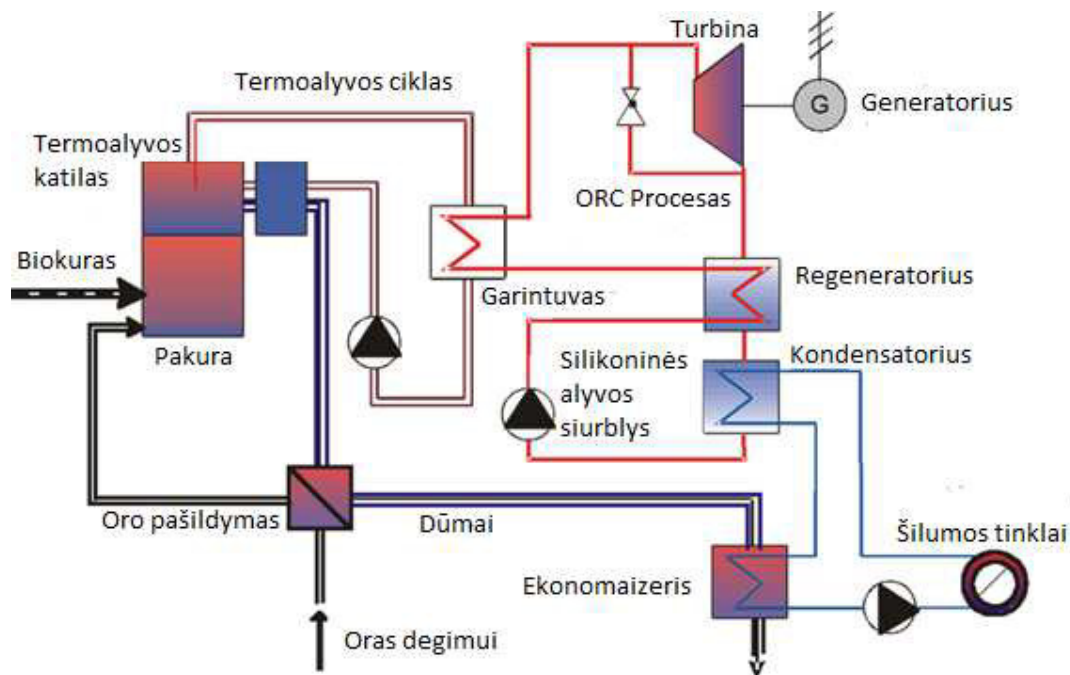 Turbina
Termoalyvos ciklas
G
Generatorius
Termoalyvos
katilas
ORC Procesas
Biokuras
Garintuvas
Regeneratorius
Pakura
Silikoninės
alyvos
siurblys
Kondensatorius
Oro pašildymas
Dūmai
Šilumos tinklai
Ekonomaizeris
Oras degimui